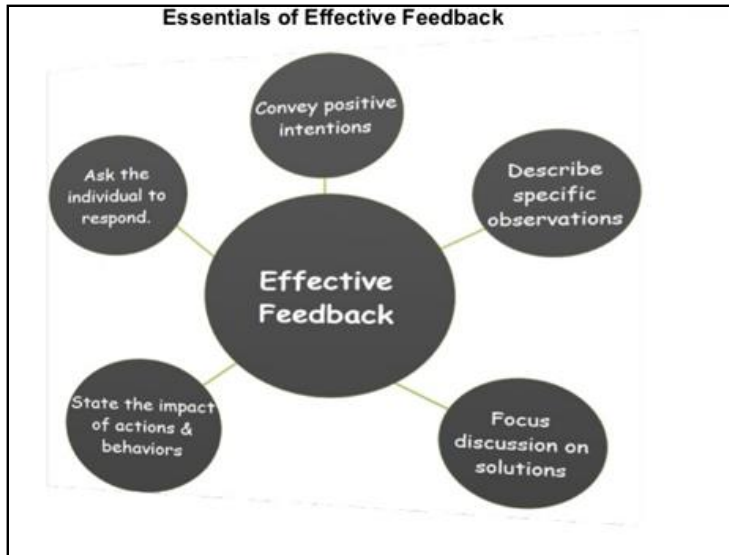 Essentials of Effective Feedback
Convey positive
intentions
Ask the
individual to
respond.
Describe
specific
observations
Effective
Feedback
State the impact
of actions &
behaviors
Focus
discussion on
solutions